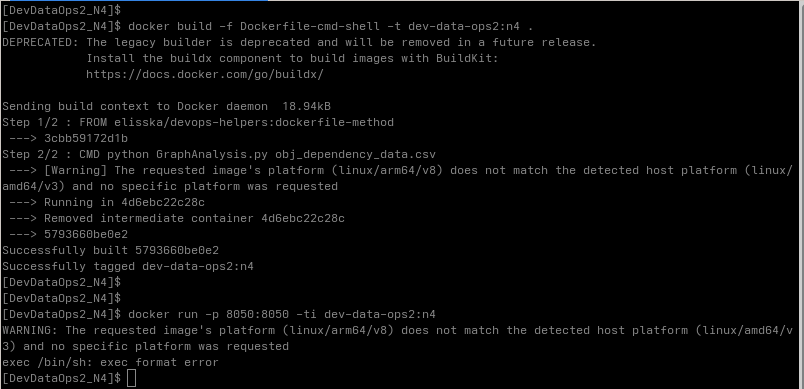 [DevDataOps2_N4]$
[DevDataOps2_N4]$ docker build -f Dockerfile-cmd-shell -t dev-data-ops2:n4 .
DEPRECATED: The legacy builder is deprecated and will be removed in a future release.
            Install the buildx component to build images with BuildKit:
            https://docs.docker.com/go/buildx/

Sending build context to Docker daemon  18.94kB
Step 1/2 : FROM elisska/devops-helpers:dockerfile-method
 ---> 3cbb59172d1b
Step 2/2 : CMD python GraphAnalysis.py obj_dependency_data.csv
 ---> [Warning] The requested image's platform (linux/arm64/v8) does not match the detected host platform (linux/
amd64/v3) and no specific platform was requested
 ---> Running in 4d6ebc22c28c
 ---> Removed intermediate container 4d6ebc22c28c
 ---> 5793660be0e2
Successfully built 5793660be0e2
Successfully tagged dev-data-ops2:n4
[DevDataOps2_N4]$
[DevDataOps2_N4]$
[DevDataOps2_N4]$ docker run -p 8050:8050 -ti dev-data-ops2:n4
WARNING: The requested image's platform (linux/arm64/v8) does not match the detected host platform (linux/amd64/v
3) and no specific platform was requested
exec /bin/sh: exec format error
[DevDataOps2_N4]$